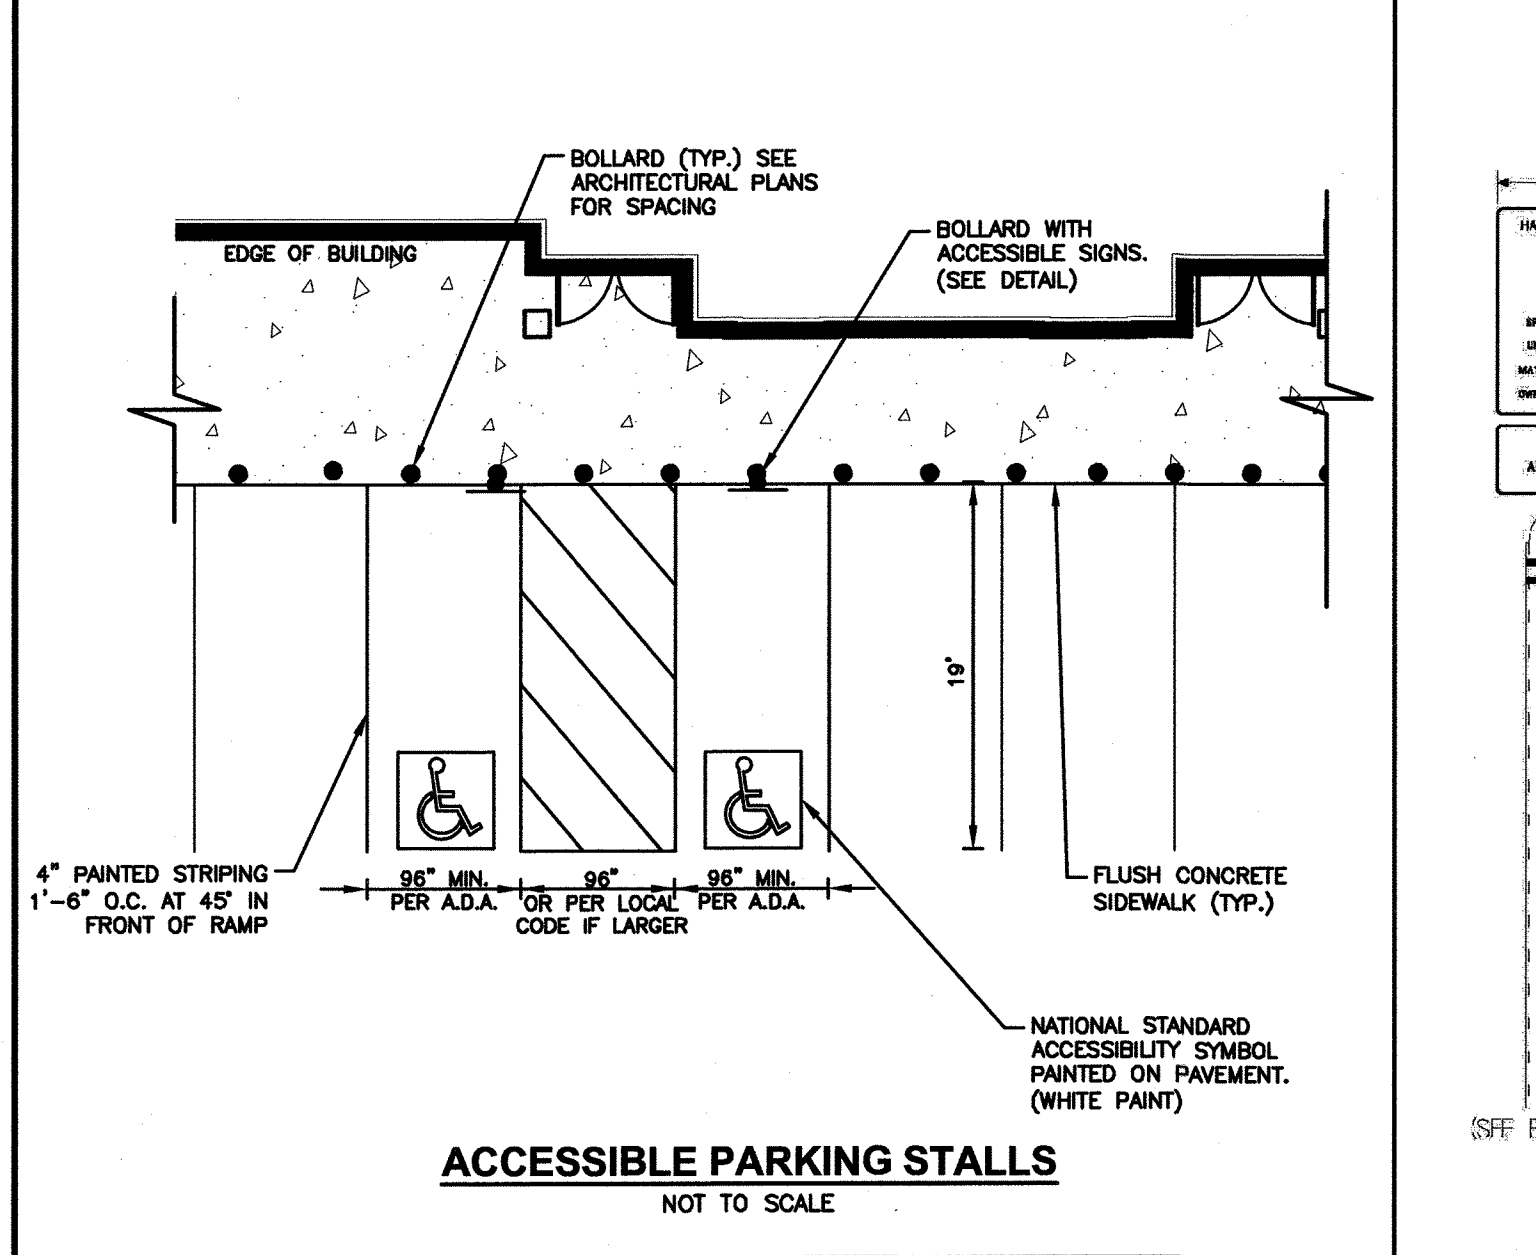 BOLLARD (TYP.) SEE
ARCHITECTURAL PLANS
FOR SPACING
BOLLARD WITH
ACCESSIBLE SIGNS.
(SEE DETAIL)
EDGE OF BUILDING
19'
4" PAINTED STRIPING
1'-6" O.C. AT 45° IN
FRONT OF RAMP
96" MIN.
PER A.D.A.
96"
OR PER LOCAL
CODE IF LARGER
96" MIN.
PER A.D.A.
FLUSH CONCRETE
SIDEWALK (TYP.)
NATIONAL STANDARD
ACCESSIBILITY SYMBOL
PAINTED ON PAVEMENT.
(WHITE PAINT)
ACCESSIBLE PARKING STALLS
NOT TO SCALE